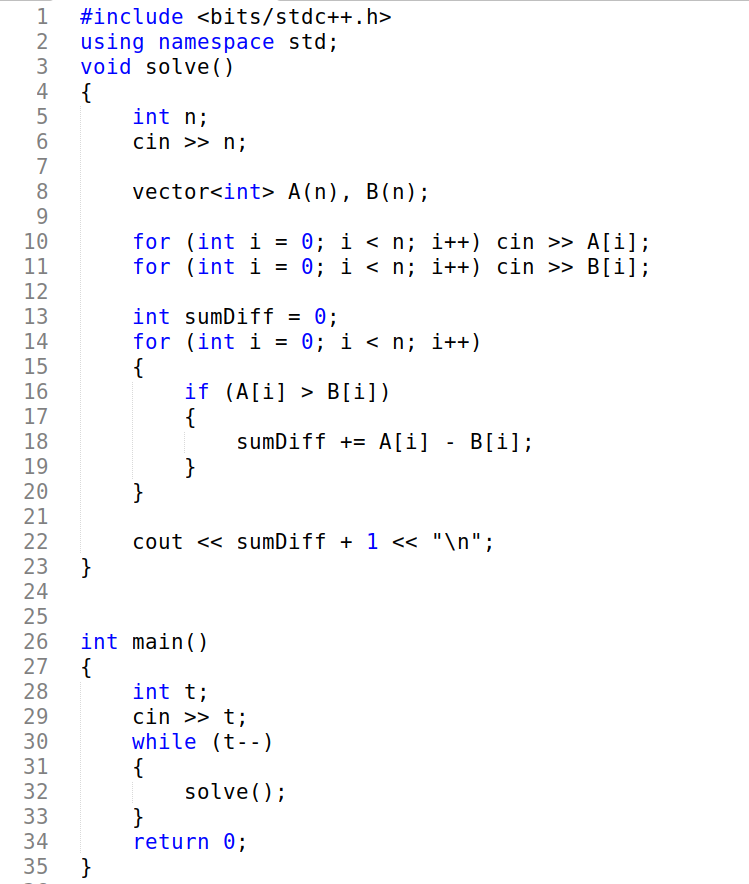 1 #include <bits/stdc++.h>
2 using namespace std;
3 void solve()
4 {
5     int n;
6     cin >> n;
7
8     vector<int> A(n), B(n);
9
10     for (int i = 0; i < n; i++) cin >> A[i];
11     for (int i = 0; i < n; i++) cin >> B[i];
12
13     int sumDiff = 0;
14     for (int i = 0; i < n; i++)
15     {
16         if (A[i] > B[i])
17         {
18             sumDiff += A[i] - B[i];
19         }
20     }
21
22     cout << sumDiff + 1 << "\n";
23 }
24
25
26 int main()
27 {
28     int t;
29     cin >> t;
30     while (t--)
31     {
32         solve();
33     }
34     return 0;
35 }